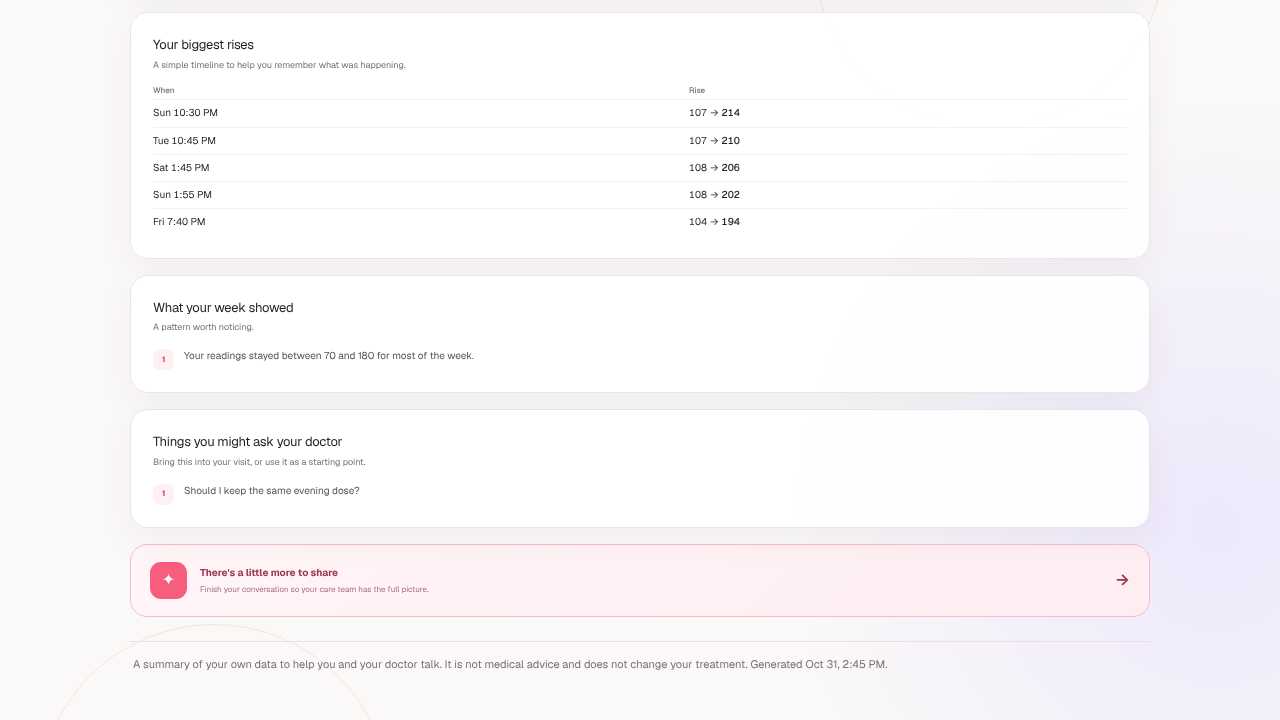 Your biggest rises
A simple timeline to help you remember what was happening.
When Rise
Sun 10:30 PM 107 → 214
Tue 10:45 PM 107 → 210
Sat 1:45 PM 108 → 206
Sun 1:55 PM 108 → 202
Fri 7:40 PM 104 → 194
What your week showed
A pattern worth noticing.
1 Your readings stayed between 70 and 180 for most of the week.
Things you might ask your doctor
Bring this into your visit, or use it as a starting point.
1 Should I keep the same evening dose?
There's a little more to share
Finish your conversation so your care team has the full picture.
A summary of your own data to help you and your doctor talk. It is not medical advice and does not change your treatment. Generated Oct 31, 2:45 PM.